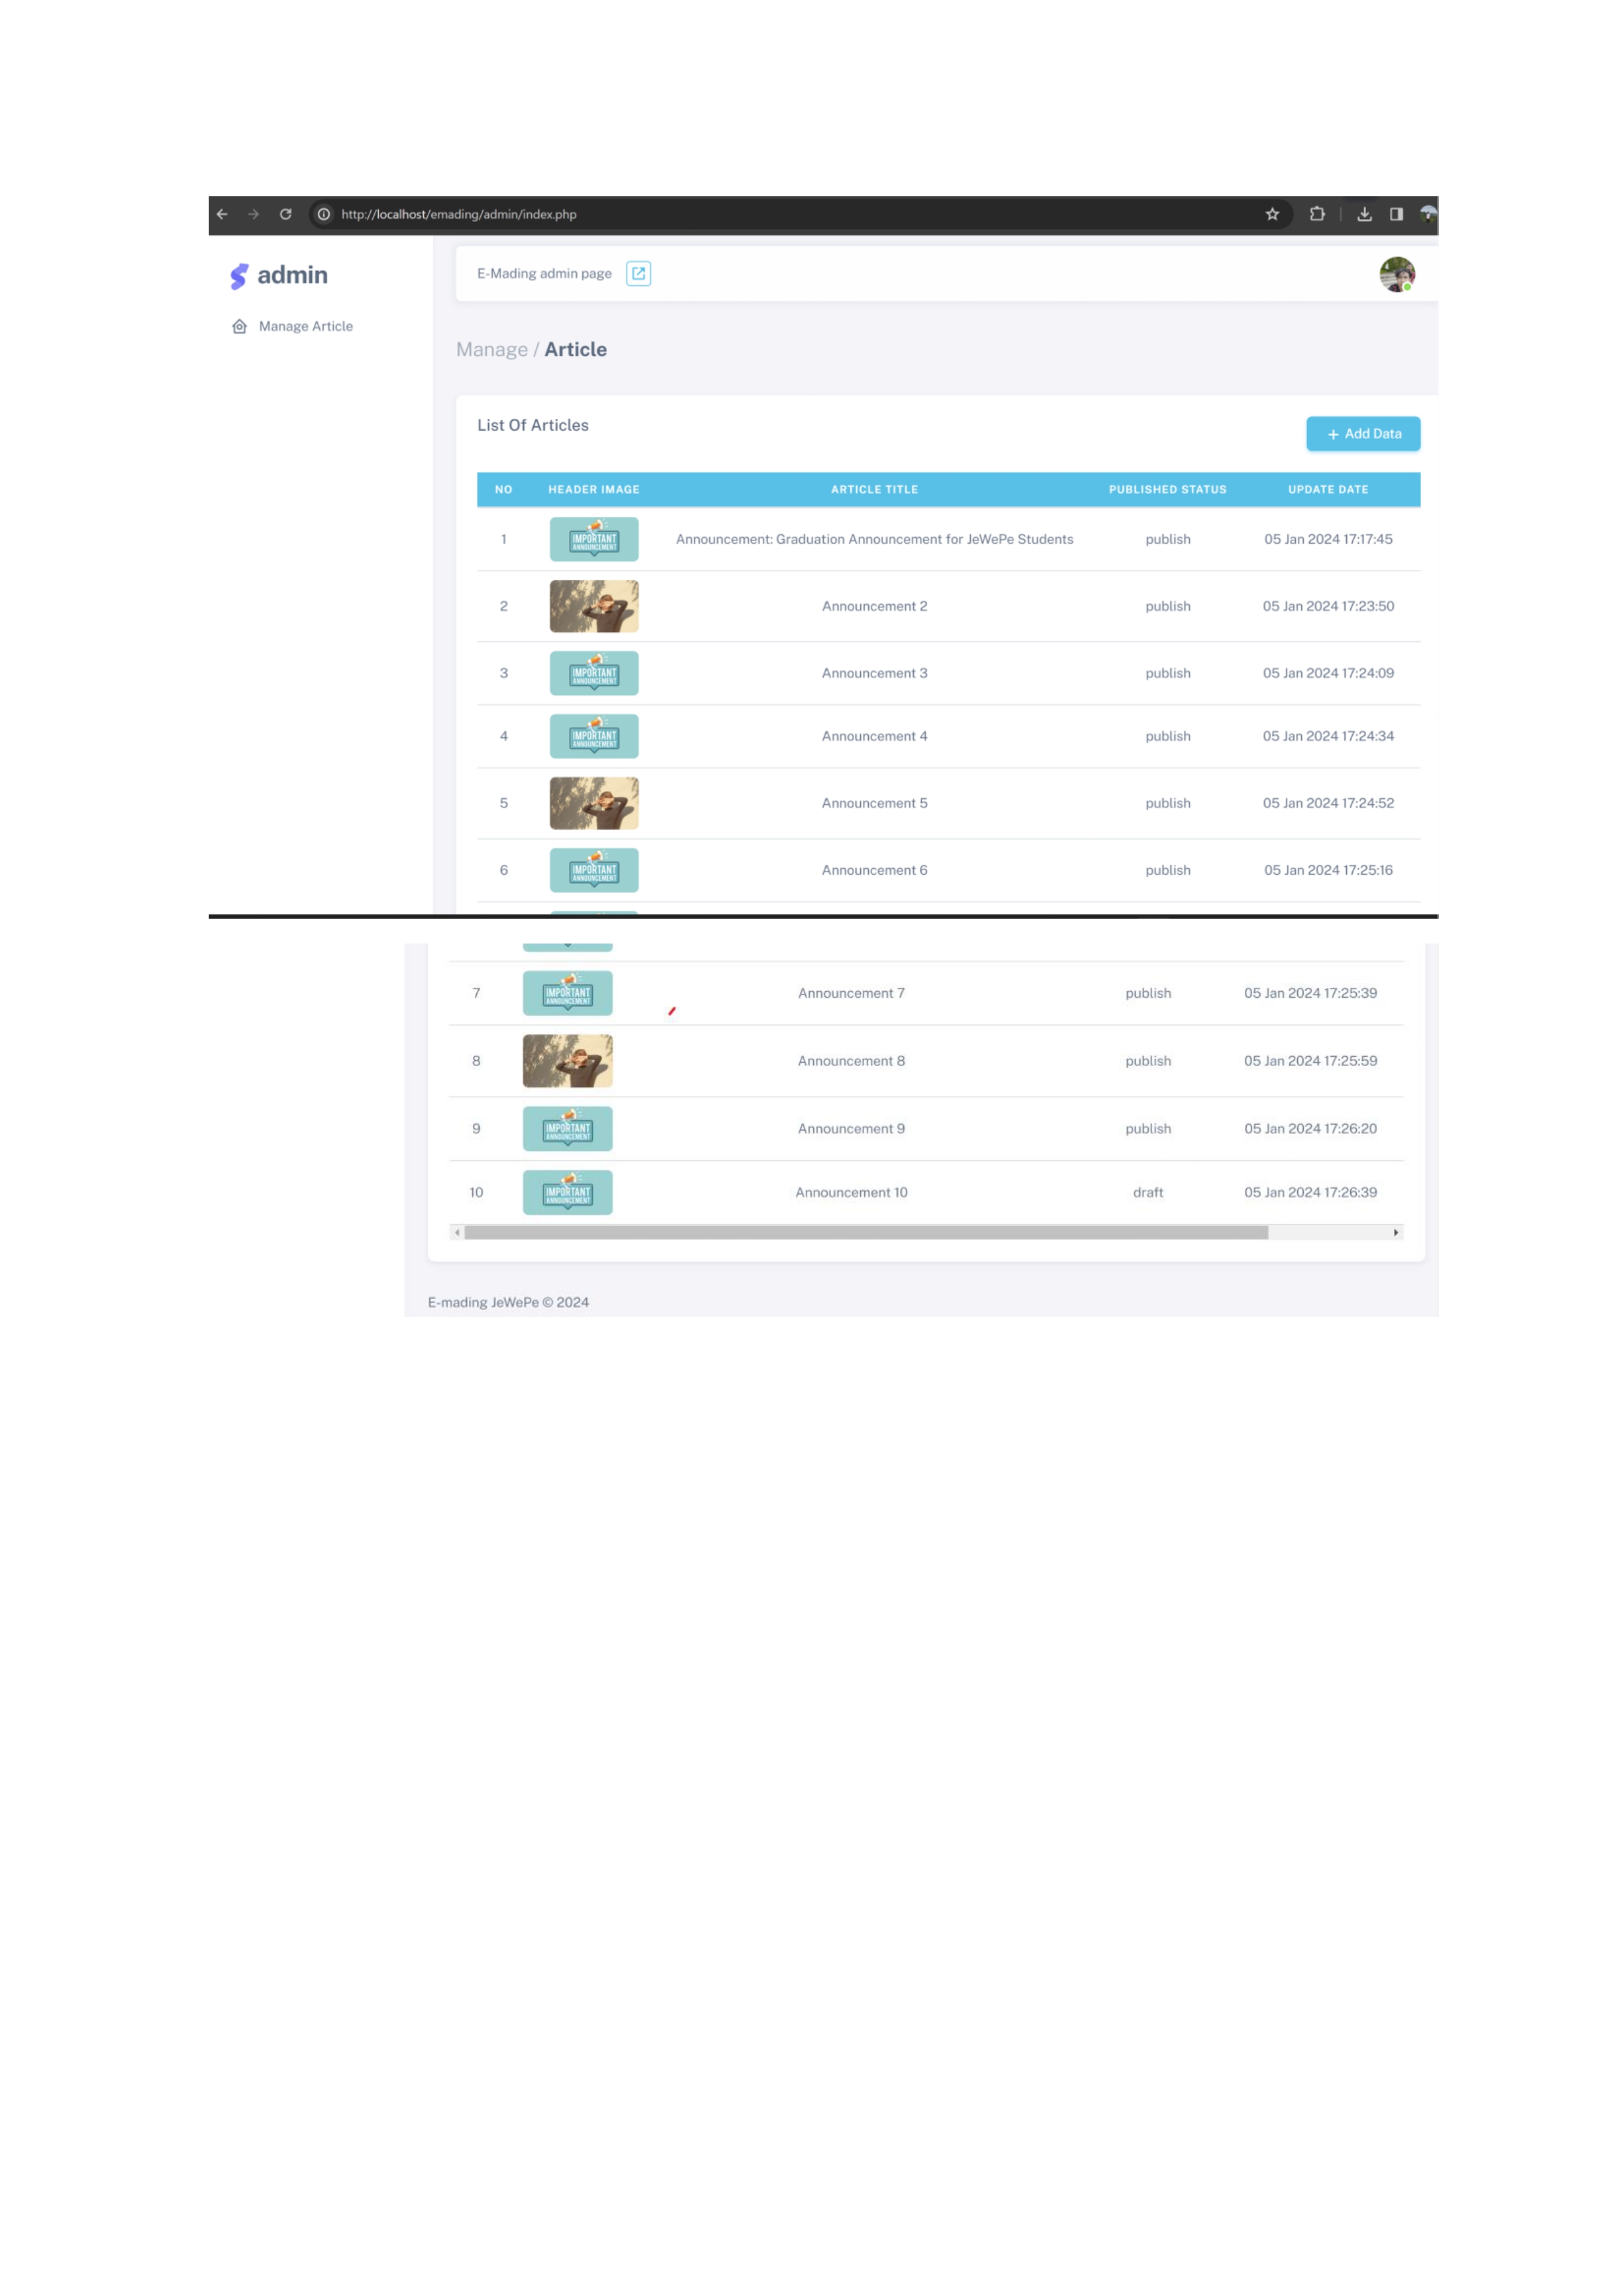 http://localhost/emading/admin/index.php
admin
E-Mading admin page
Manage Article
Manage / Article
List Of Articles
+ Add Data
NO HEADER IMAGE ARTICLE TITLE PUBLISHED STATUS UPDATE DATE
1 IMPORTANT ANNOUNCEMENT Announcement: Graduation Announcement for JeWePe Students publish 05 Jan 2024 17:17:45
2 Announcement 2 publish 05 Jan 2024 17:23:50
3 IMPORTANT ANNOUNCEMENT Announcement 3 publish 05 Jan 2024 17:24:09
4 IMPORTANT ANNOUNCEMENT Announcement 4 publish 05 Jan 2024 17:24:34
5 Announcement 5 publish 05 Jan 2024 17:24:52
6 IMPORTANT ANNOUNCEMENT Announcement 6 publish 05 Jan 2024 17:25:16
7 IMPORTANT ANNOUNCEMENT Announcement 7 publish 05 Jan 2024 17:25:39
8 Announcement 8 publish 05 Jan 2024 17:25:59
9 IMPORTANT ANNOUNCEMENT Announcement 9 publish 05 Jan 2024 17:26:20
10 IMPORTANT ANNOUNCEMENT Announcement 10 draft 05 Jan 2024 17:26:39
E-mading JeWePe © 2024